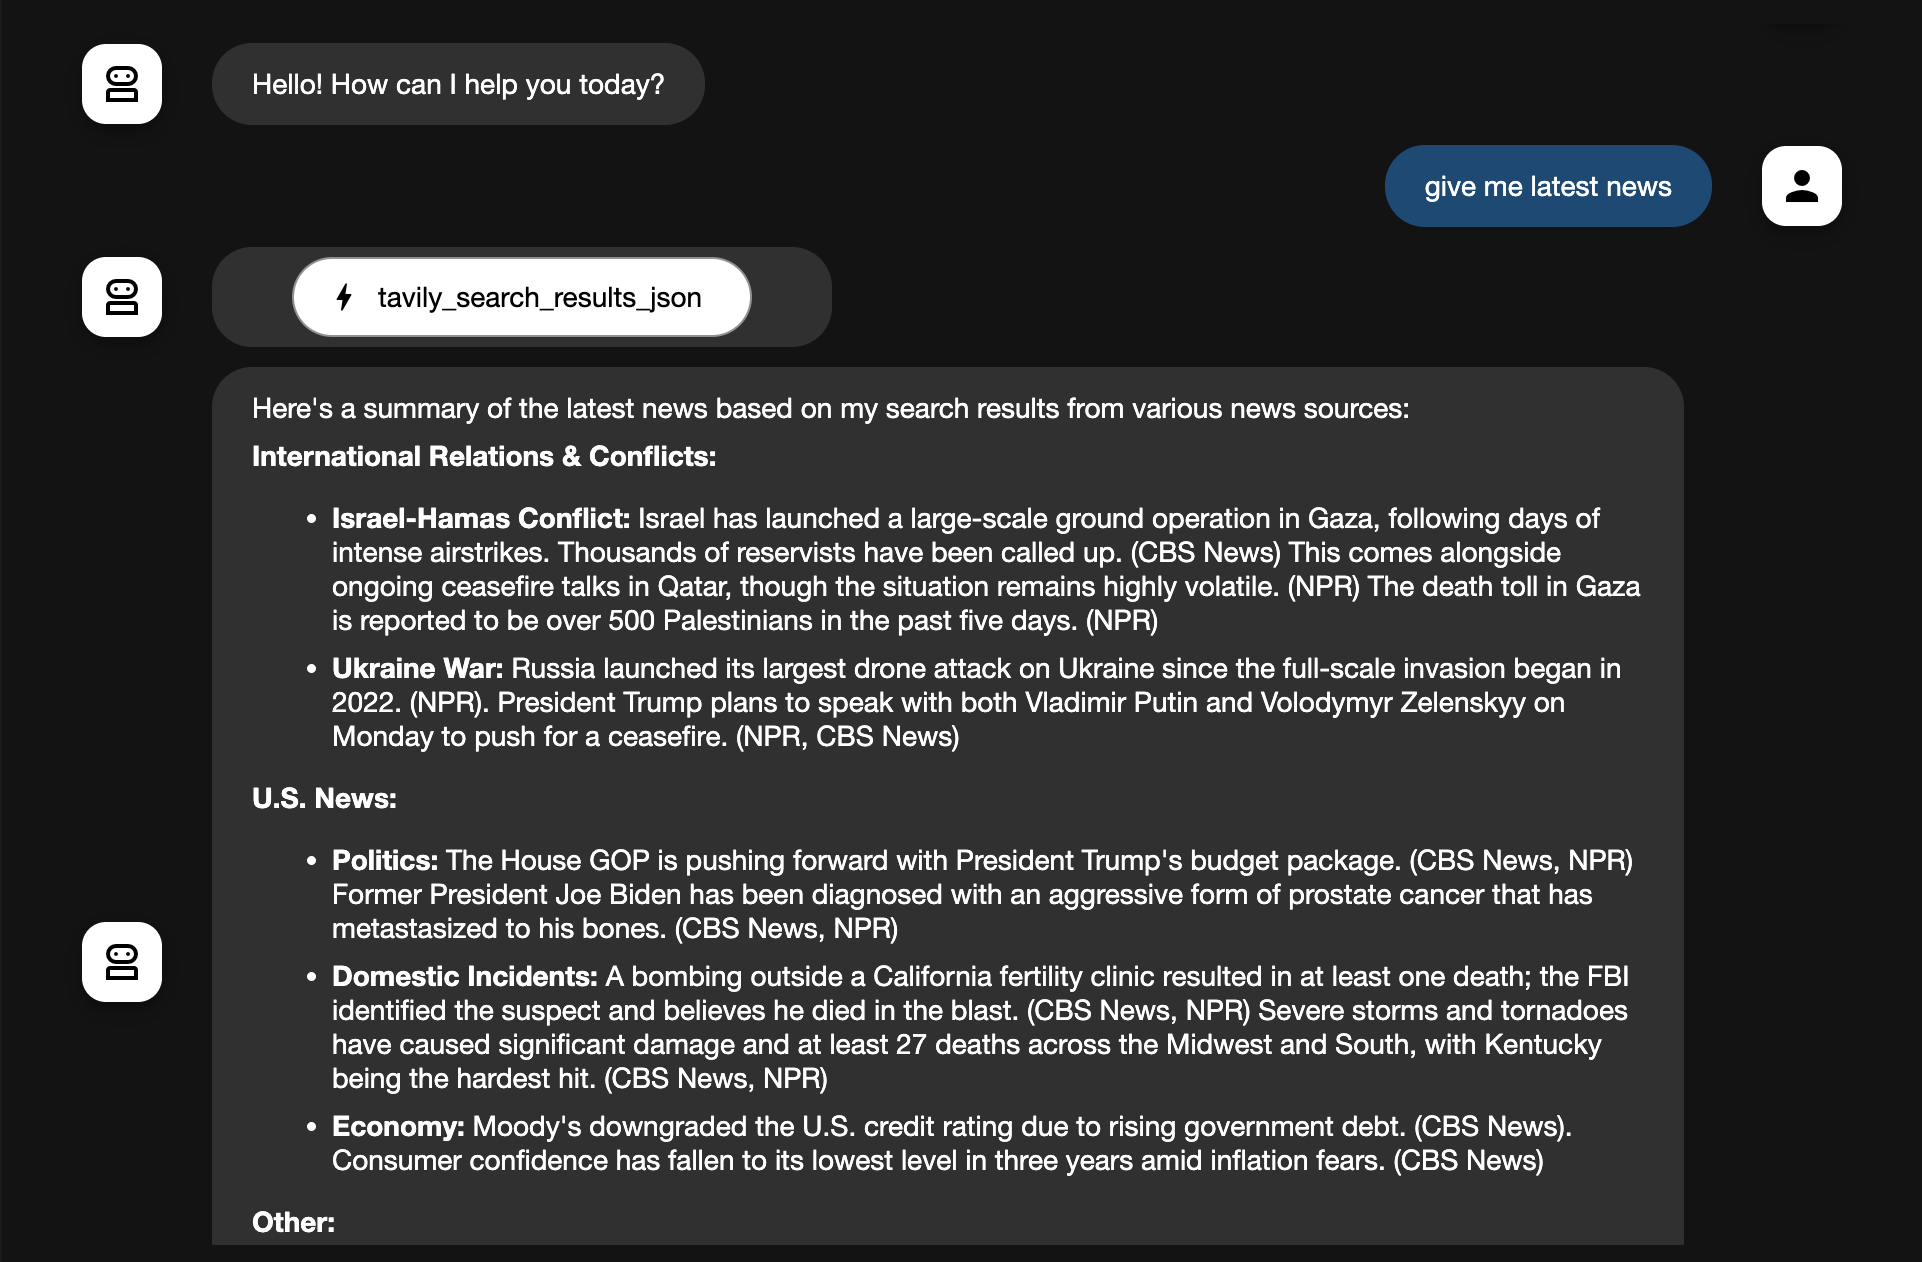 Hello! How can I help you today?
give me latest news
tavily_search_results_json
Here's a summary of the latest news based on my search results from various news sources:
International Relations & Conflicts:
• Israel-Hamas Conflict: Israel has launched a large-scale ground operation in Gaza, following days of
intense airstrikes. Thousands of reservists have been called up. (CBS News) This comes alongside
ongoing ceasefire talks in Qatar, though the situation remains highly volatile. (NPR) The death toll in Gaza
is reported to be over 500 Palestinians in the past five days. (NPR)
• Ukraine War: Russia launched its largest drone attack on Ukraine since the full-scale invasion began in
2022. (NPR). President Trump plans to speak with both Vladimir Putin and Volodymyr Zelenskyy on
Monday to push for a ceasefire. (NPR, CBS News)
U.S. News:
• Politics: The House GOP is pushing forward with President Trump's budget package. (CBS News, NPR)
Former President Joe Biden has been diagnosed with an aggressive form of prostate cancer that has
metastasized to his bones. (CBS News, NPR)
• Domestic Incidents: A bombing outside a California fertility clinic resulted in at least one death; the FBI
identified the suspect and believes he died in the blast. (CBS News, NPR) Severe storms and tornadoes
have caused significant damage and at least 27 deaths across the Midwest and South, with Kentucky
being the hardest hit. (CBS News, NPR)
• Economy: Moody's downgraded the U.S. credit rating due to rising government debt. (CBS News).
Consumer confidence has fallen to its lowest level in three years amid inflation fears. (CBS News)
Other: